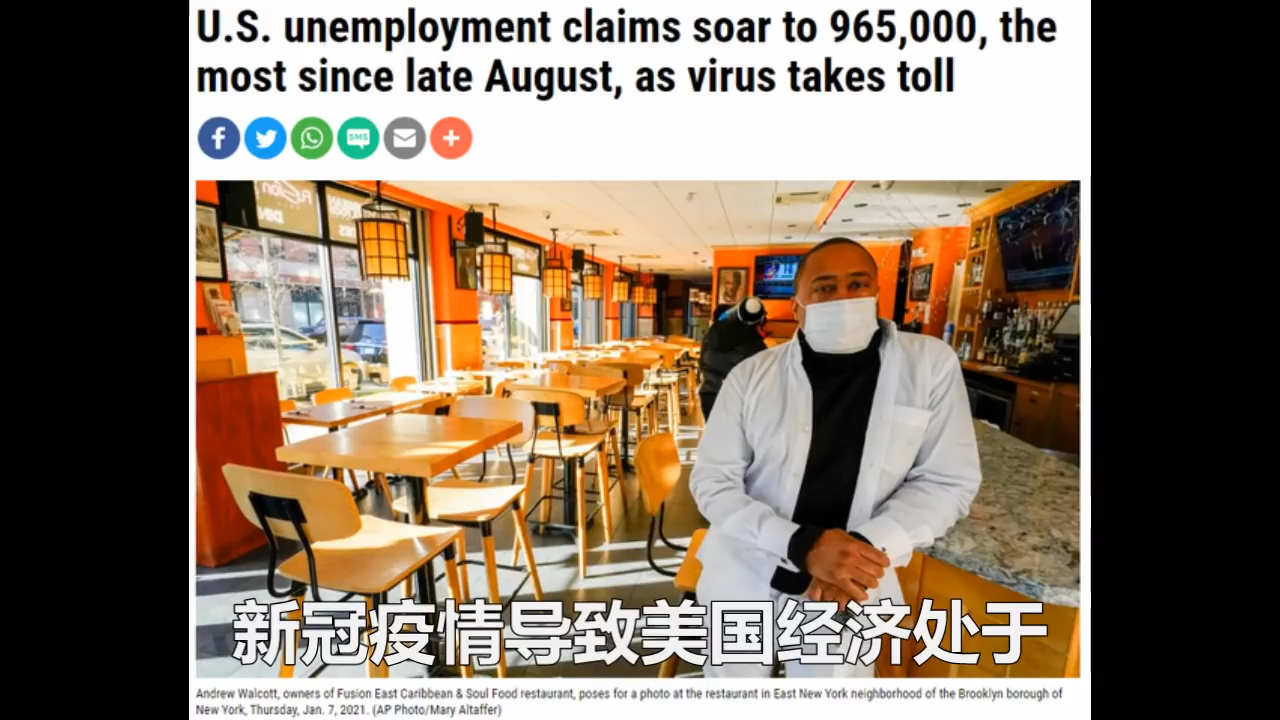 U.S. unemployment claims soar to 965,000, the
most since late August, as virus takes toll
SMS
新冠疫情导致美国经济处于
Andrew Walcott, owners of Fusion East Caribbean & Soul Food restaurant, poses for a photo at the restaurant in East New York neighborhood of the Brooklyn borough of
New York, Thursday, Jan. 7, 2021. (AP Photo/Mary Altaffer)